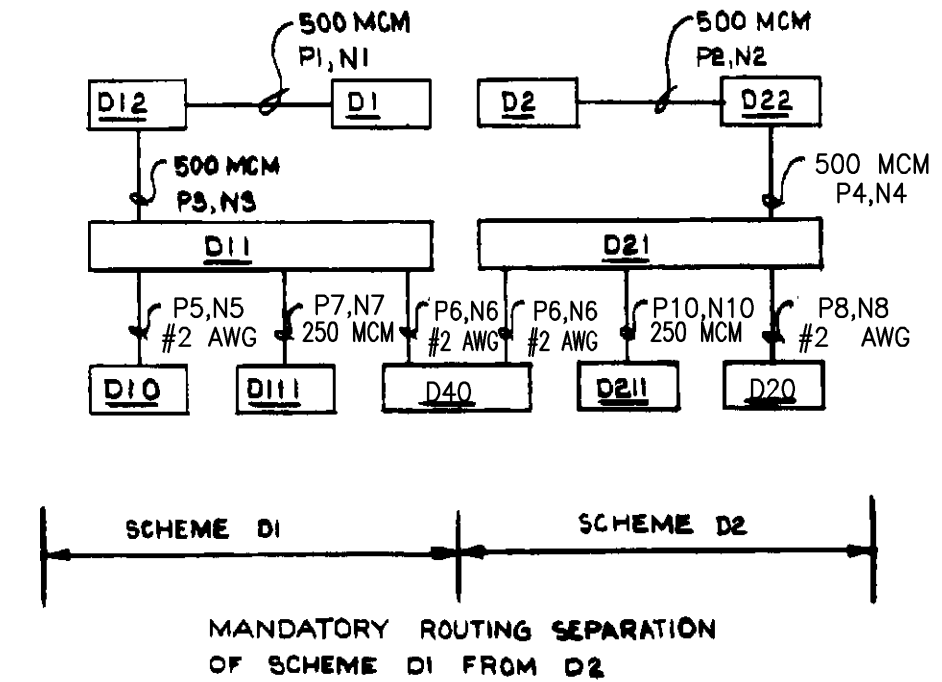 500 MCM
P1,N1
500 MCM
P2,N2
D12
D1
D2
D22
500 MCM
P3,N3
500 MCM
P4,N4
D11
D21
P5,N5
#2 AWG
P7,N7
250 MCM
P6,N6
#2 AWG
P6,N6
#2 AWG
P10,N10
250 MCM
P8,N8
#2 AWG
D10
D111
D40
D211
D20
SCHEME D1
SCHEME D2
MANDATORY ROUTING SEPARATION
OF SCHEME D1 FROM D2